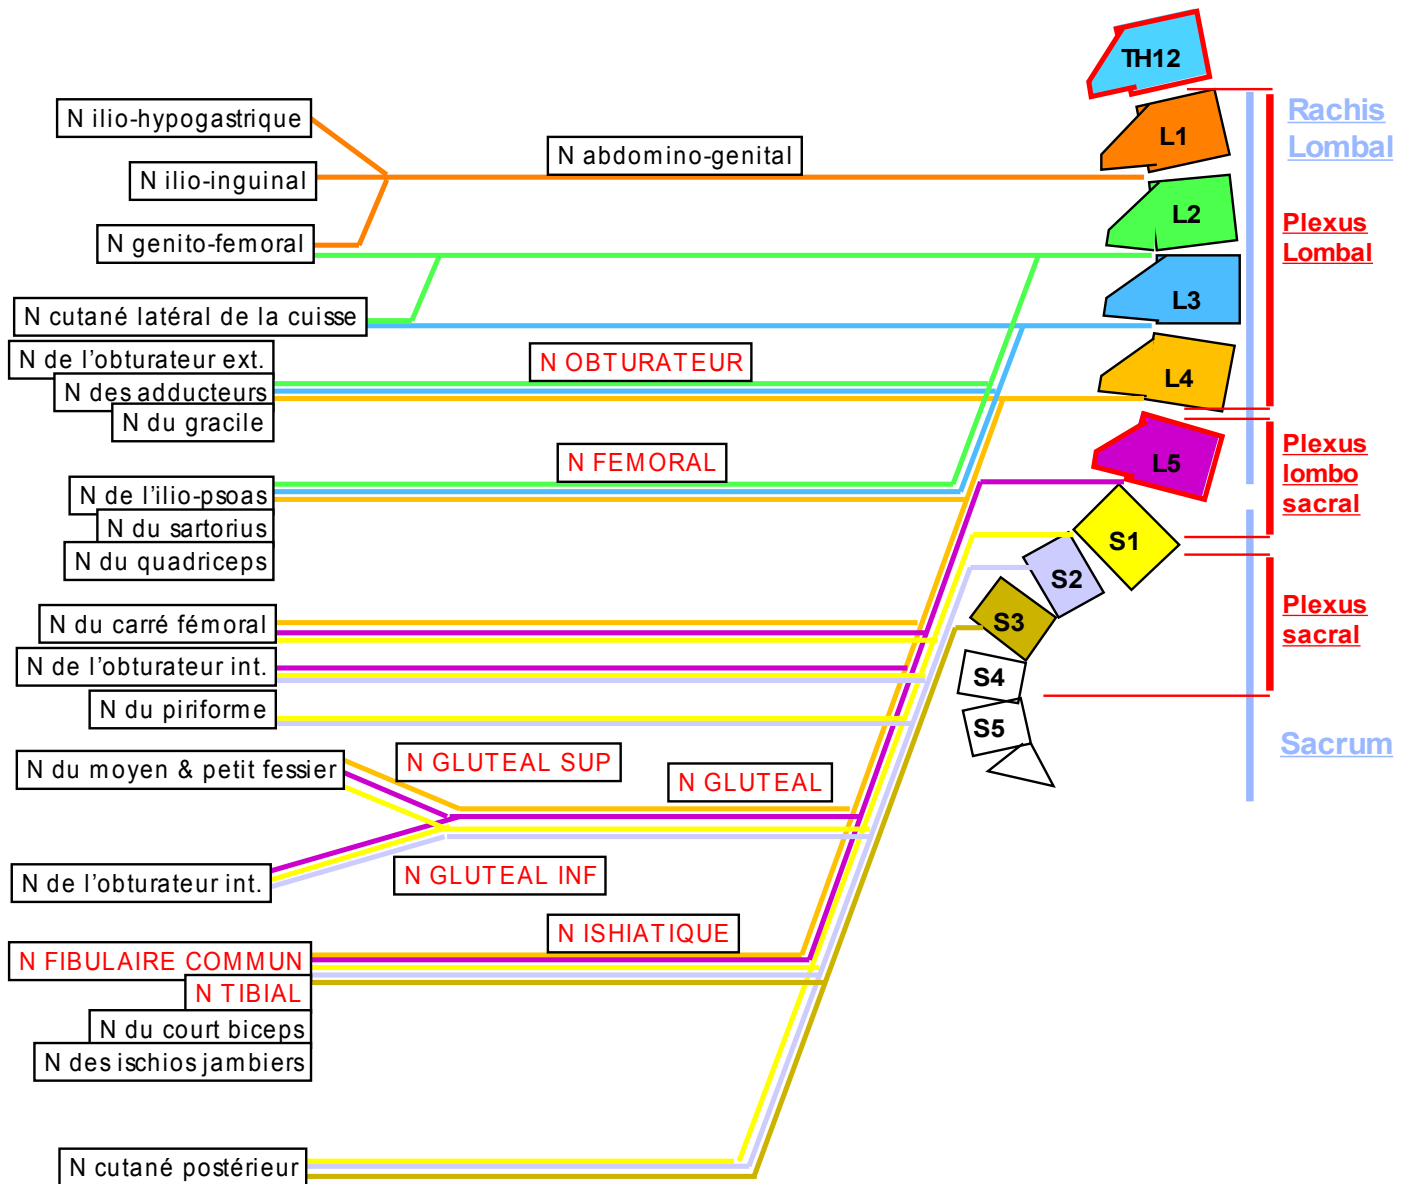 TH12
Rachis
Lombal
N ilio-hypogastrique
L1
N abdomino-genital
N ilio-inguinal
L2
Plexus
Lombal
N genito-femoral
L3
N cutané latéral de la cuisse
N de l'obturateur ext.
N OBTURATEUR
N des adducteurs
L4
N du gracile
Plexus
lombo
sacral
N FEMORAL
L5
N de l'ilio-psoas
N du sartorius
N du quadriceps
S1
S2
Plexus
sacral
N du carré fémoral
S3
N de l'obturateur int.
S4
N du piriforme
S5
Sacrum
N du moyen & petit fessier
N GLUTEAL SUP
N GLUTEAL
N de l'obturateur int.
N GLUTEAL INF
N ISHIATIQUE
N FIBULAIRE COMMUN
N TIBIAL
N du court biceps
N des ischios jambiers
N cutané postérieur